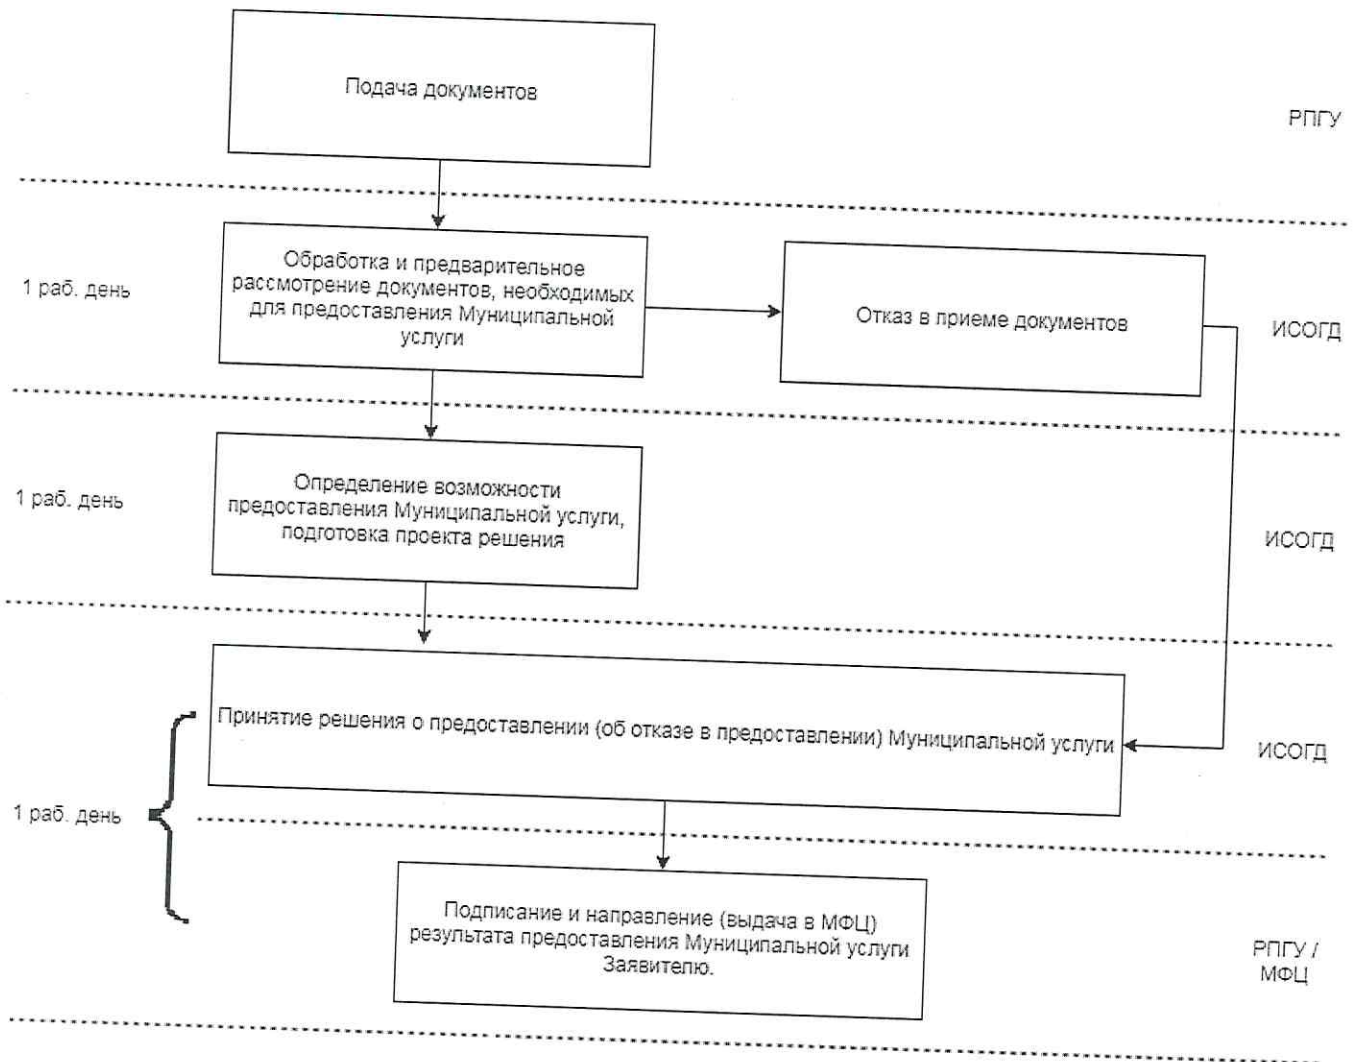 Подача документов
РПГУ
1 раб. день
Обработка и предварительное
рассмотрение документов, необходимых
для предоставления Муниципальной
услуги
Отказ в приеме документов
ИСОГД
1 раб. день
Определение возможности
предоставления Муниципальной услуги,
подготовка проекта решения
ИСОГД
Принятие решения о предоставлении (об отказе в предоставлении) Муниципальной услуги
ИСОГД
1 раб. день
Подписание и направление (выдача в МФЦ)
результата предоставления Муниципальной услуги
Заявителю.
РПГУ /
МФЦ